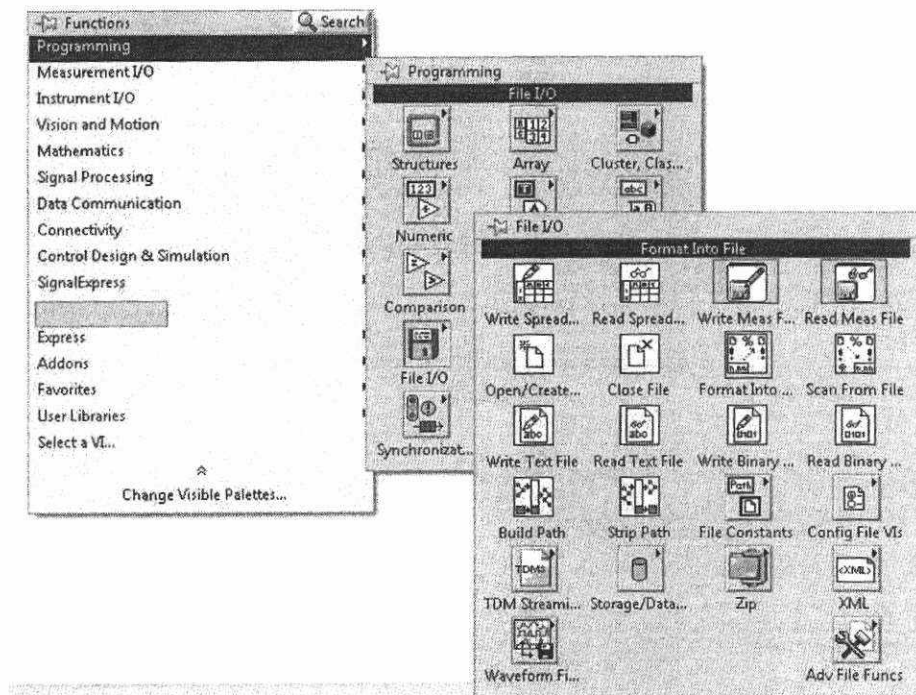 Functions Search
Programming
Measurement I/O
Instrument I/O
Vision and Motion
Mathematics
Signal Processing
Data Communication
Connectivity
Control Design & Simulation
SignalExpress
Express
Addons
Favorites
User Libraries
Select a VI...
Change Visible Palettes...
Programming
File I/O
Structures Array Cluster, Clas...
Numeric
Comparison
File I/O
Synchronizat...
File I/O
Format Into File
Write Spread... Read Spread... Write Meas F... Read Meas File
Open/Create... Close File Format Into ... Scan From File
Write Text File Read Text File Write Binary ... Read Binary ...
Build Path Strip Path File Constants Config File VIs
TDM Streami... Storage/Data... Zip XML
Waveform Fi... Adv File Funcs